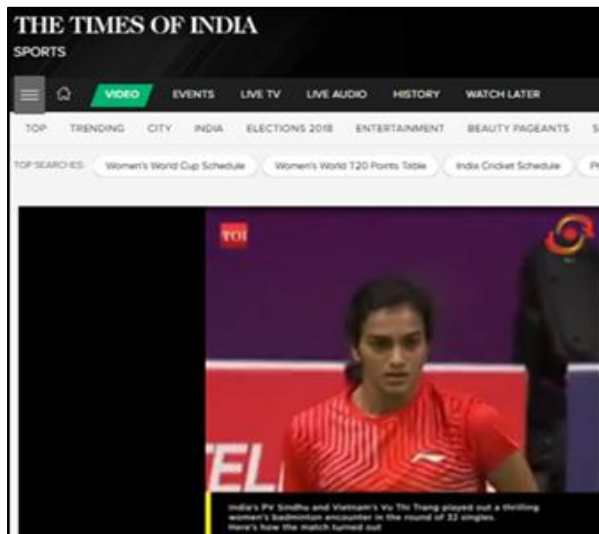 THE TIMES OF INDIA
SPORTS
VIDEO EVENTS LIVE TV LIVE AUDIO HISTORY WATCH LATER
TOP TRENDING CITY INDIA ELECTIONS 2018 ENTERTAINMENT BEAUTY PAGEANTS S
TOP SEARCHES: Women's World Cup Schedule Women's World T20 Points Table India Cricket Schedule P
TOI
TEL
India's PV Sindhu and Vietnam's Vu Thi Trang played out a thrilling
women's badminton encounter in the round of 32 singles.
Here's how the match turned out